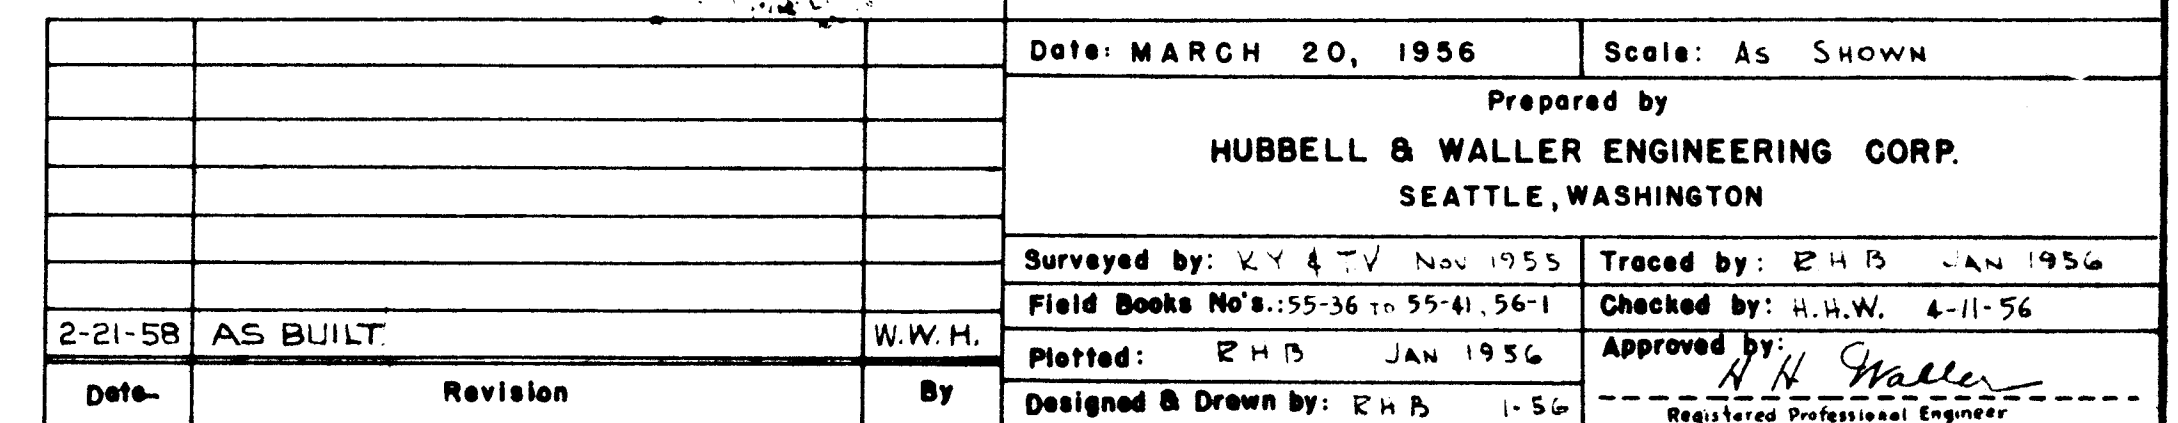 Date: MARCH 20, 1956 Scale: AS SHOWN
Prepared by
HUBBELL & WALLER ENGINEERING CORP.
SEATTLE, WASHINGTON
Surveyed by: KY & TV NOV 1955 Traced by: RHB JAN 1956
Field Books No's.: 55-36 TO 55-41, 56-1 Checked by: H.H.W. 4-11-56
2-21-58 AS BUILT. W.W.H.
Plotted: RHB JAN 1956 Approved by:
H H Waller
Date Revision By
Designed & Drawn by: RHB 1-56
Registered Professional Engineer